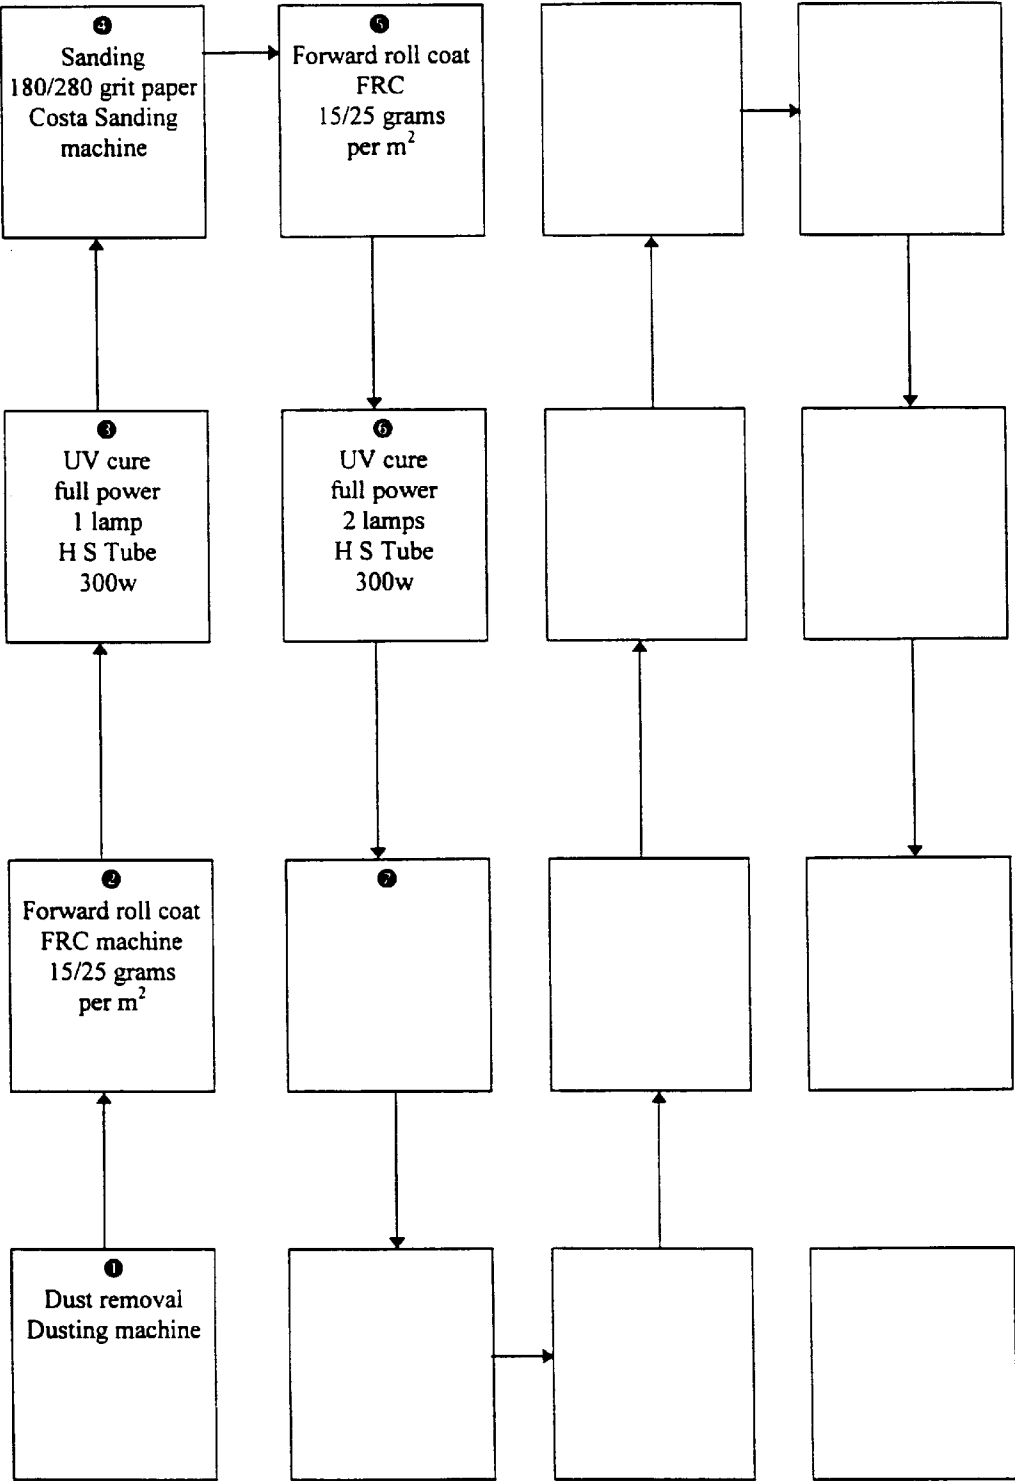 ❶
Dust removal
Dusting machine
❷
Forward roll coat
FRC machine
15/25 grams
per m²
❸
UV cure
full power
1 lamp
H S Tube
300w
❹
Sanding
180/280 grit paper
Costa Sanding
machine
❺
Forward roll coat
FRC
15/25 grams
per m²
❻
UV cure
full power
2 lamps
H S Tube
300w
❼